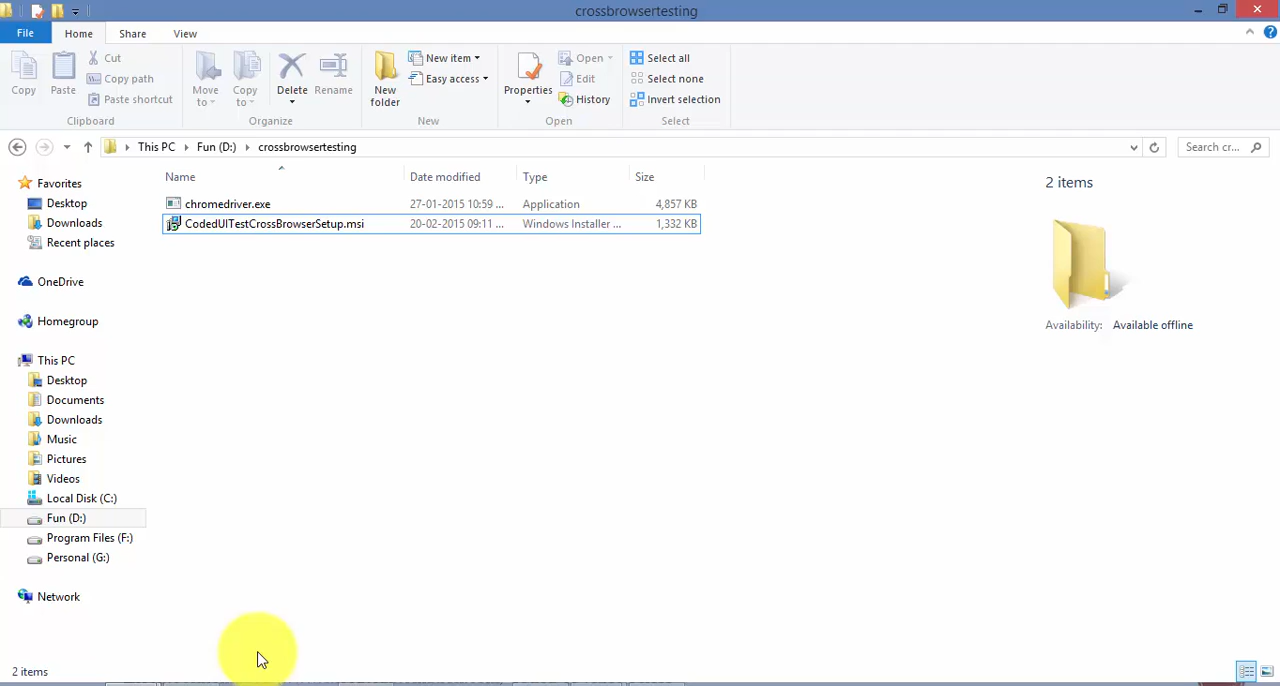 crossbrowsertesting
File Home Share View
Copy Paste Cut Copy path Paste shortcut Move to Copy to Delete Rename New folder New item Easy access Properties Open Edit History Select all Select none Invert selection
Clipboard Organize New Open Select
This PC Fun (D:) crossbrowsertesting Search cr...
Name Date modified Type Size
chromedriver.exe 27-01-2015 10:59 ... Application 4,857 KB
CodedUITestCrossBrowserSetup.msi 20-02-2015 09:11 ... Windows Installer ... 1,332 KB
Favorites
Desktop
Downloads
Recent places
OneDrive
Homegroup
This PC
Desktop
Documents
Downloads
Music
Pictures
Videos
Local Disk (C:)
Fun (D:)
Program Files (F:)
Personal (G:)
Network
2 items
Availability: Available offline
2 items